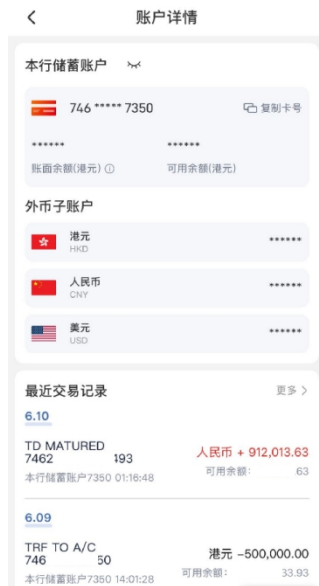 账户详情
本行储蓄账户
746 ***** 7350 复制卡号
****** ******
账面余额(港元) 可用余额(港元)
外币子账户
港元 ******
HKD
人民币 ******
CNY
美元 ******
USD
最近交易记录 更多 >
6.10
TD MATURED
7462 493 人民币 + 912,013.63
本行储蓄账户7350 01:16:48 可用余额: 63
6.09
TRF TO A/C
746 50 港元 -500,000.00
本行储蓄账户7350 14:01:28 可用余额: 33.93